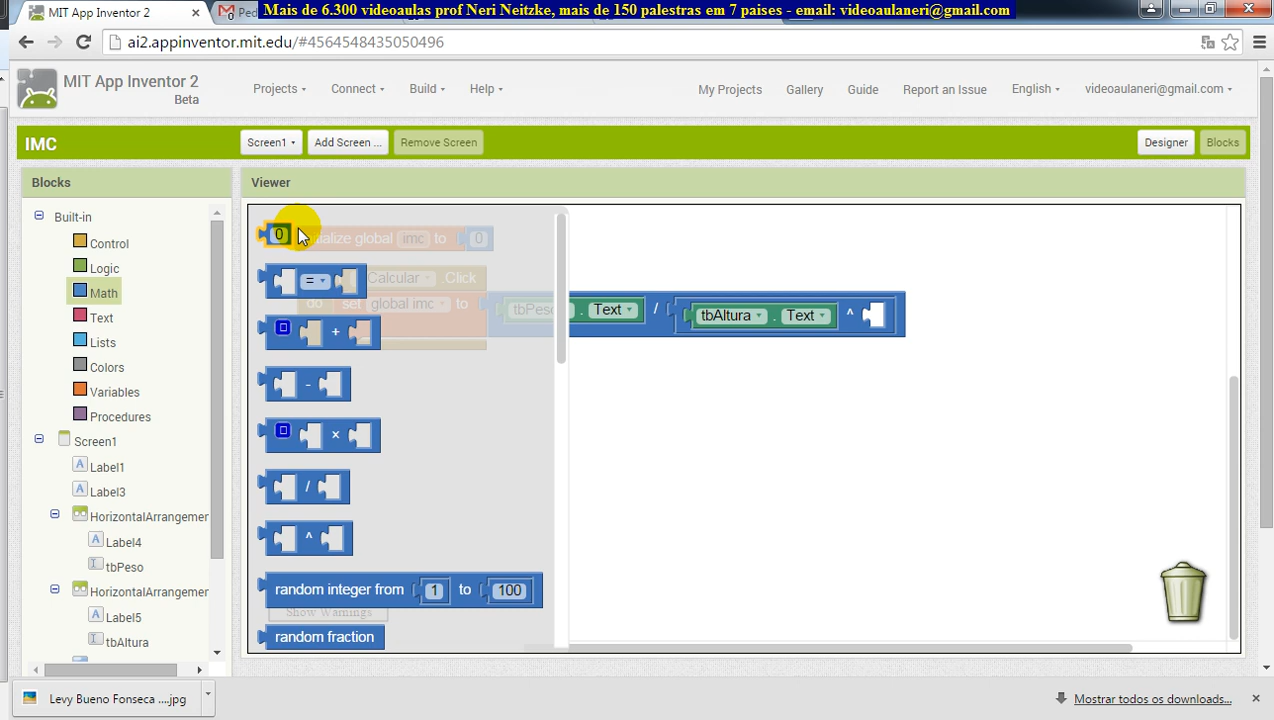 MIT App Inventor 2
Mais de 6.300 videoaulas prof Neri Neitzke, mais de 150 palestras em 7 paises - email: videoaulaneri@gmail.com
ai2.appinventor.mit.edu/#4564548435050496
MIT App Inventor 2
Beta
Projects
Connect
Build
Help
My Projects
Gallery
Guide
Report an Issue
English
videoaulaneri@gmail.com
IMC
Screen1
Add Screen ...
Remove Screen
Designer
Blocks
Blocks
Viewer
Built-in
Control
Logic
Math
Text
Lists
Colors
Variables
Procedures
Screen1
Label1
Label3
HorizontalArrangemer
Label4
tbPeso
HorizontalArrangemer
Label5
tbAltura
0
global imc to 0
=
Calcular .Click
do set global imc to
. Text / tbAltura . Text ^
+
-
×
/
^
random integer from 1 to 100
Show Warnings
random fraction
Levy Bueno Fonseca ....jpg
Mostrar todos os downloads...